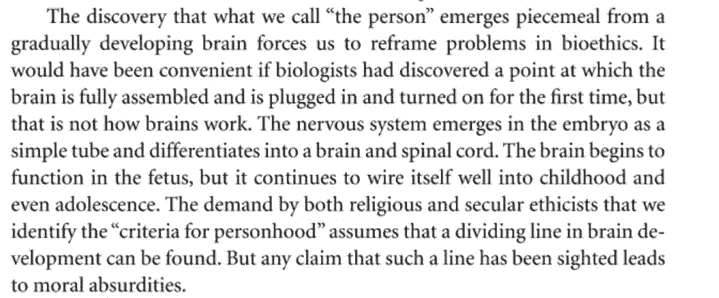 The discovery that what we call “the person” emerges piecemeal from a
gradually developing brain forces us to reframe problems in bioethics. It
would have been convenient if biologists had discovered a point at which the
brain is fully assembled and is plugged in and turned on for the first time, but
that is not how brains work. The nervous system emerges in the embryo as a
simple tube and differentiates into a brain and spinal cord. The brain begins to
function in the fetus, but it continues to wire itself well into childhood and
even adolescence. The demand by both religious and secular ethicists that we
identify the “criteria for personhood” assumes that a dividing line in brain de-
velopment can be found. But any claim that such a line has been sighted leads
to moral absurdities.